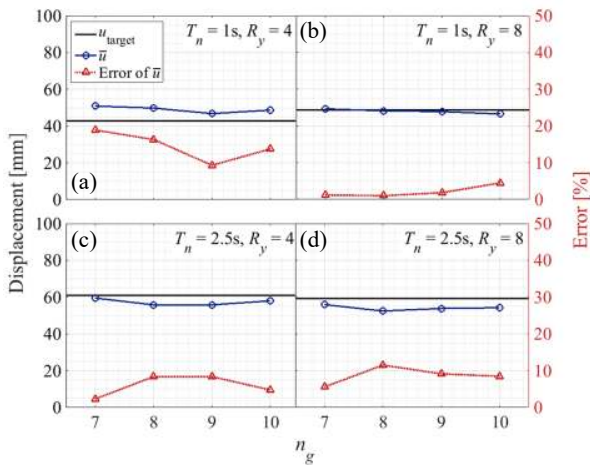 100
80
60
40
20
0
u_target
ū
Error of ū
T_n = 1s, R_y = 4
(a)
(b)
T_n = 1s, R_y = 8
50
40
30
20
10
0
Displacement [mm]
Error [%]
100
80
60
40
20
0
(c)
T_n = 2.5s, R_y = 4
(d)
T_n = 2.5s, R_y = 8
50
40
30
20
10
0
7 8 9 10 7 8 9 10
n_g